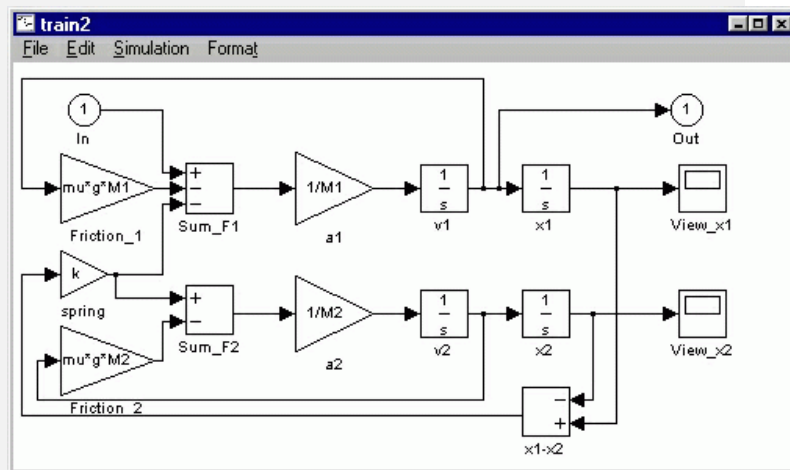 train2
File Edit Simulation Format
1
In
1
Out
mu*g*M1
Friction_1
+
−
−
Sum_F1
1/M1
a1
1
s
v1
1
s
x1
View_x1
k
spring
+
−
Sum_F2
1/M2
a2
1
s
v2
1
s
x2
View_x2
mu*g*M2
Friction_2
−
+
x1-x2